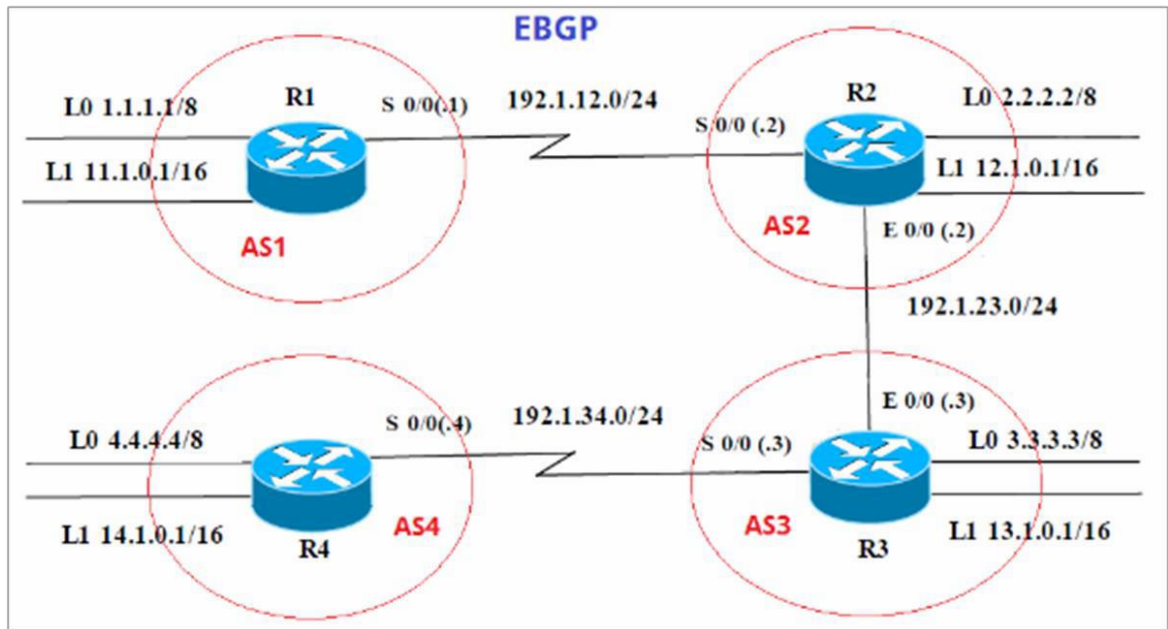 EBGP
R1
L0 1.1.1.1/8
S 0/0(.1)
L1 11.1.0.1/16
AS1
192.1.12.0/24
R2
L0 2.2.2.2/8
S 0/0 (.2)
L1 12.1.0.1/16
AS2
E 0/0 (.2)
192.1.23.0/24
L0 4.4.4.4/8
S 0/0(.4)
L1 14.1.0.1/16
R4
AS4
192.1.34.0/24
E 0/0 (.3)
S 0/0 (.3)
L0 3.3.3.3/8
AS3
R3
L1 13.1.0.1/16